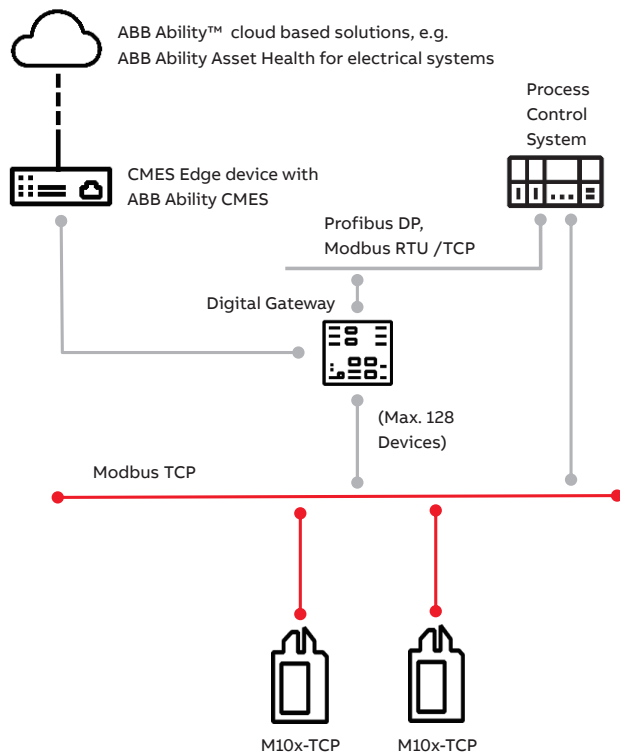 ABB Ability™ cloud based solutions, e.g.
ABB Ability Asset Health for electrical systems
Process
Control
System
CMES Edge device with
ABB Ability CMES
Profibus DP,
Modbus RTU /TCP
Digital Gateway
(Max. 128
Devices)
Modbus TCP
M10x-TCP
M10x-TCP